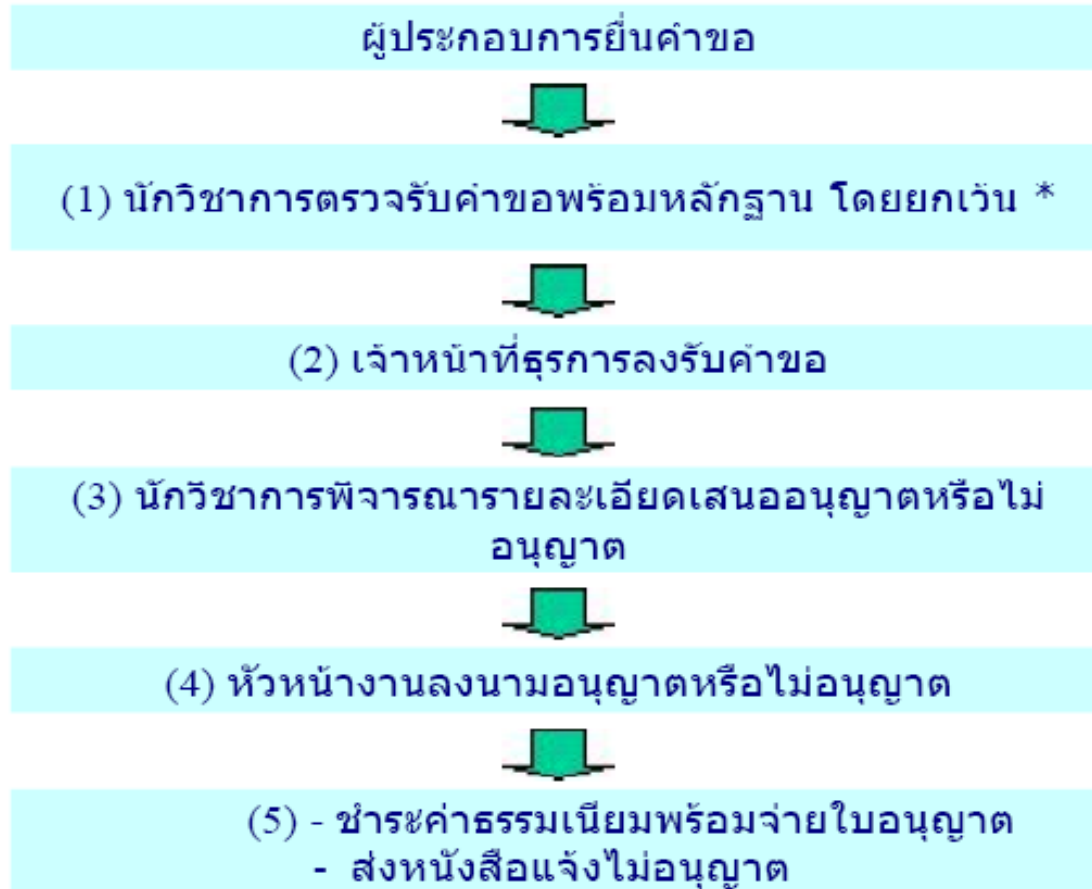 ผู้ประกอบการยื่นคำขอ
(1) นักวิชาการตรวจรับคำขอพร้อมหลักฐาน โดยยกเว้น *
(2) เจ้าหน้าที่ธุรการลงรับคำขอ
(3) นักวิชาการพิจารณารายละเอียดเสนออนุญาตหรือไม่
อนุญาต
(4) หัวหน้างานลงนามอนุญาตหรือไม่อนุญาต
(5) - ชำระค่าธรรมเนียมพร้อมจ่ายใบอนุญาต
- ส่งหนังสือแจ้งไม่อนุญาต